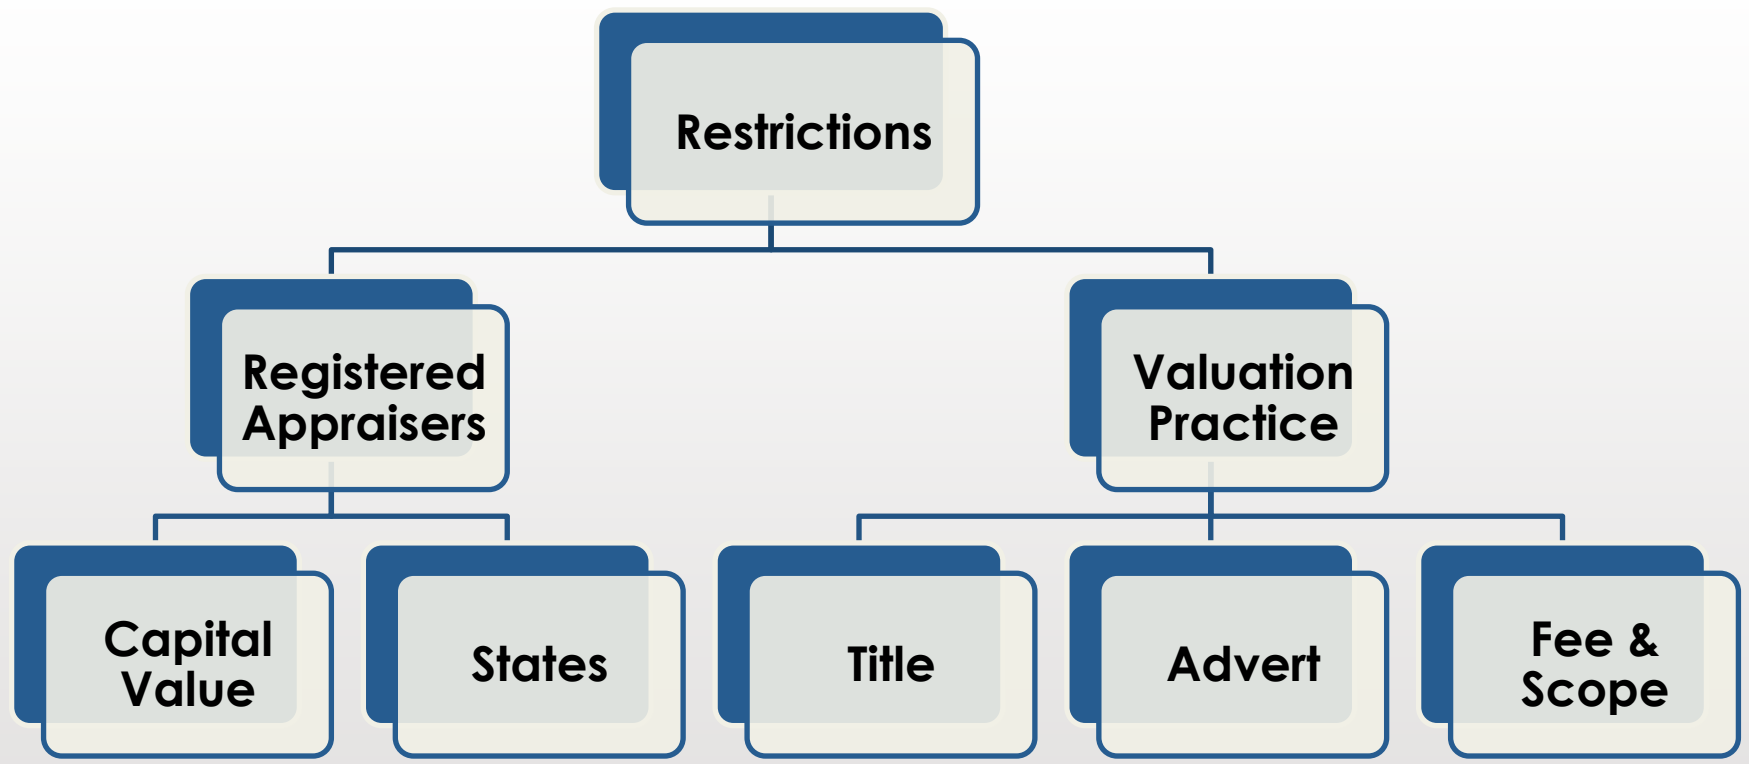 Restrictions
Registered
Appraisers
Valuation
Practice
Capital
Value
States
Title
Advert
Fee &
Scope